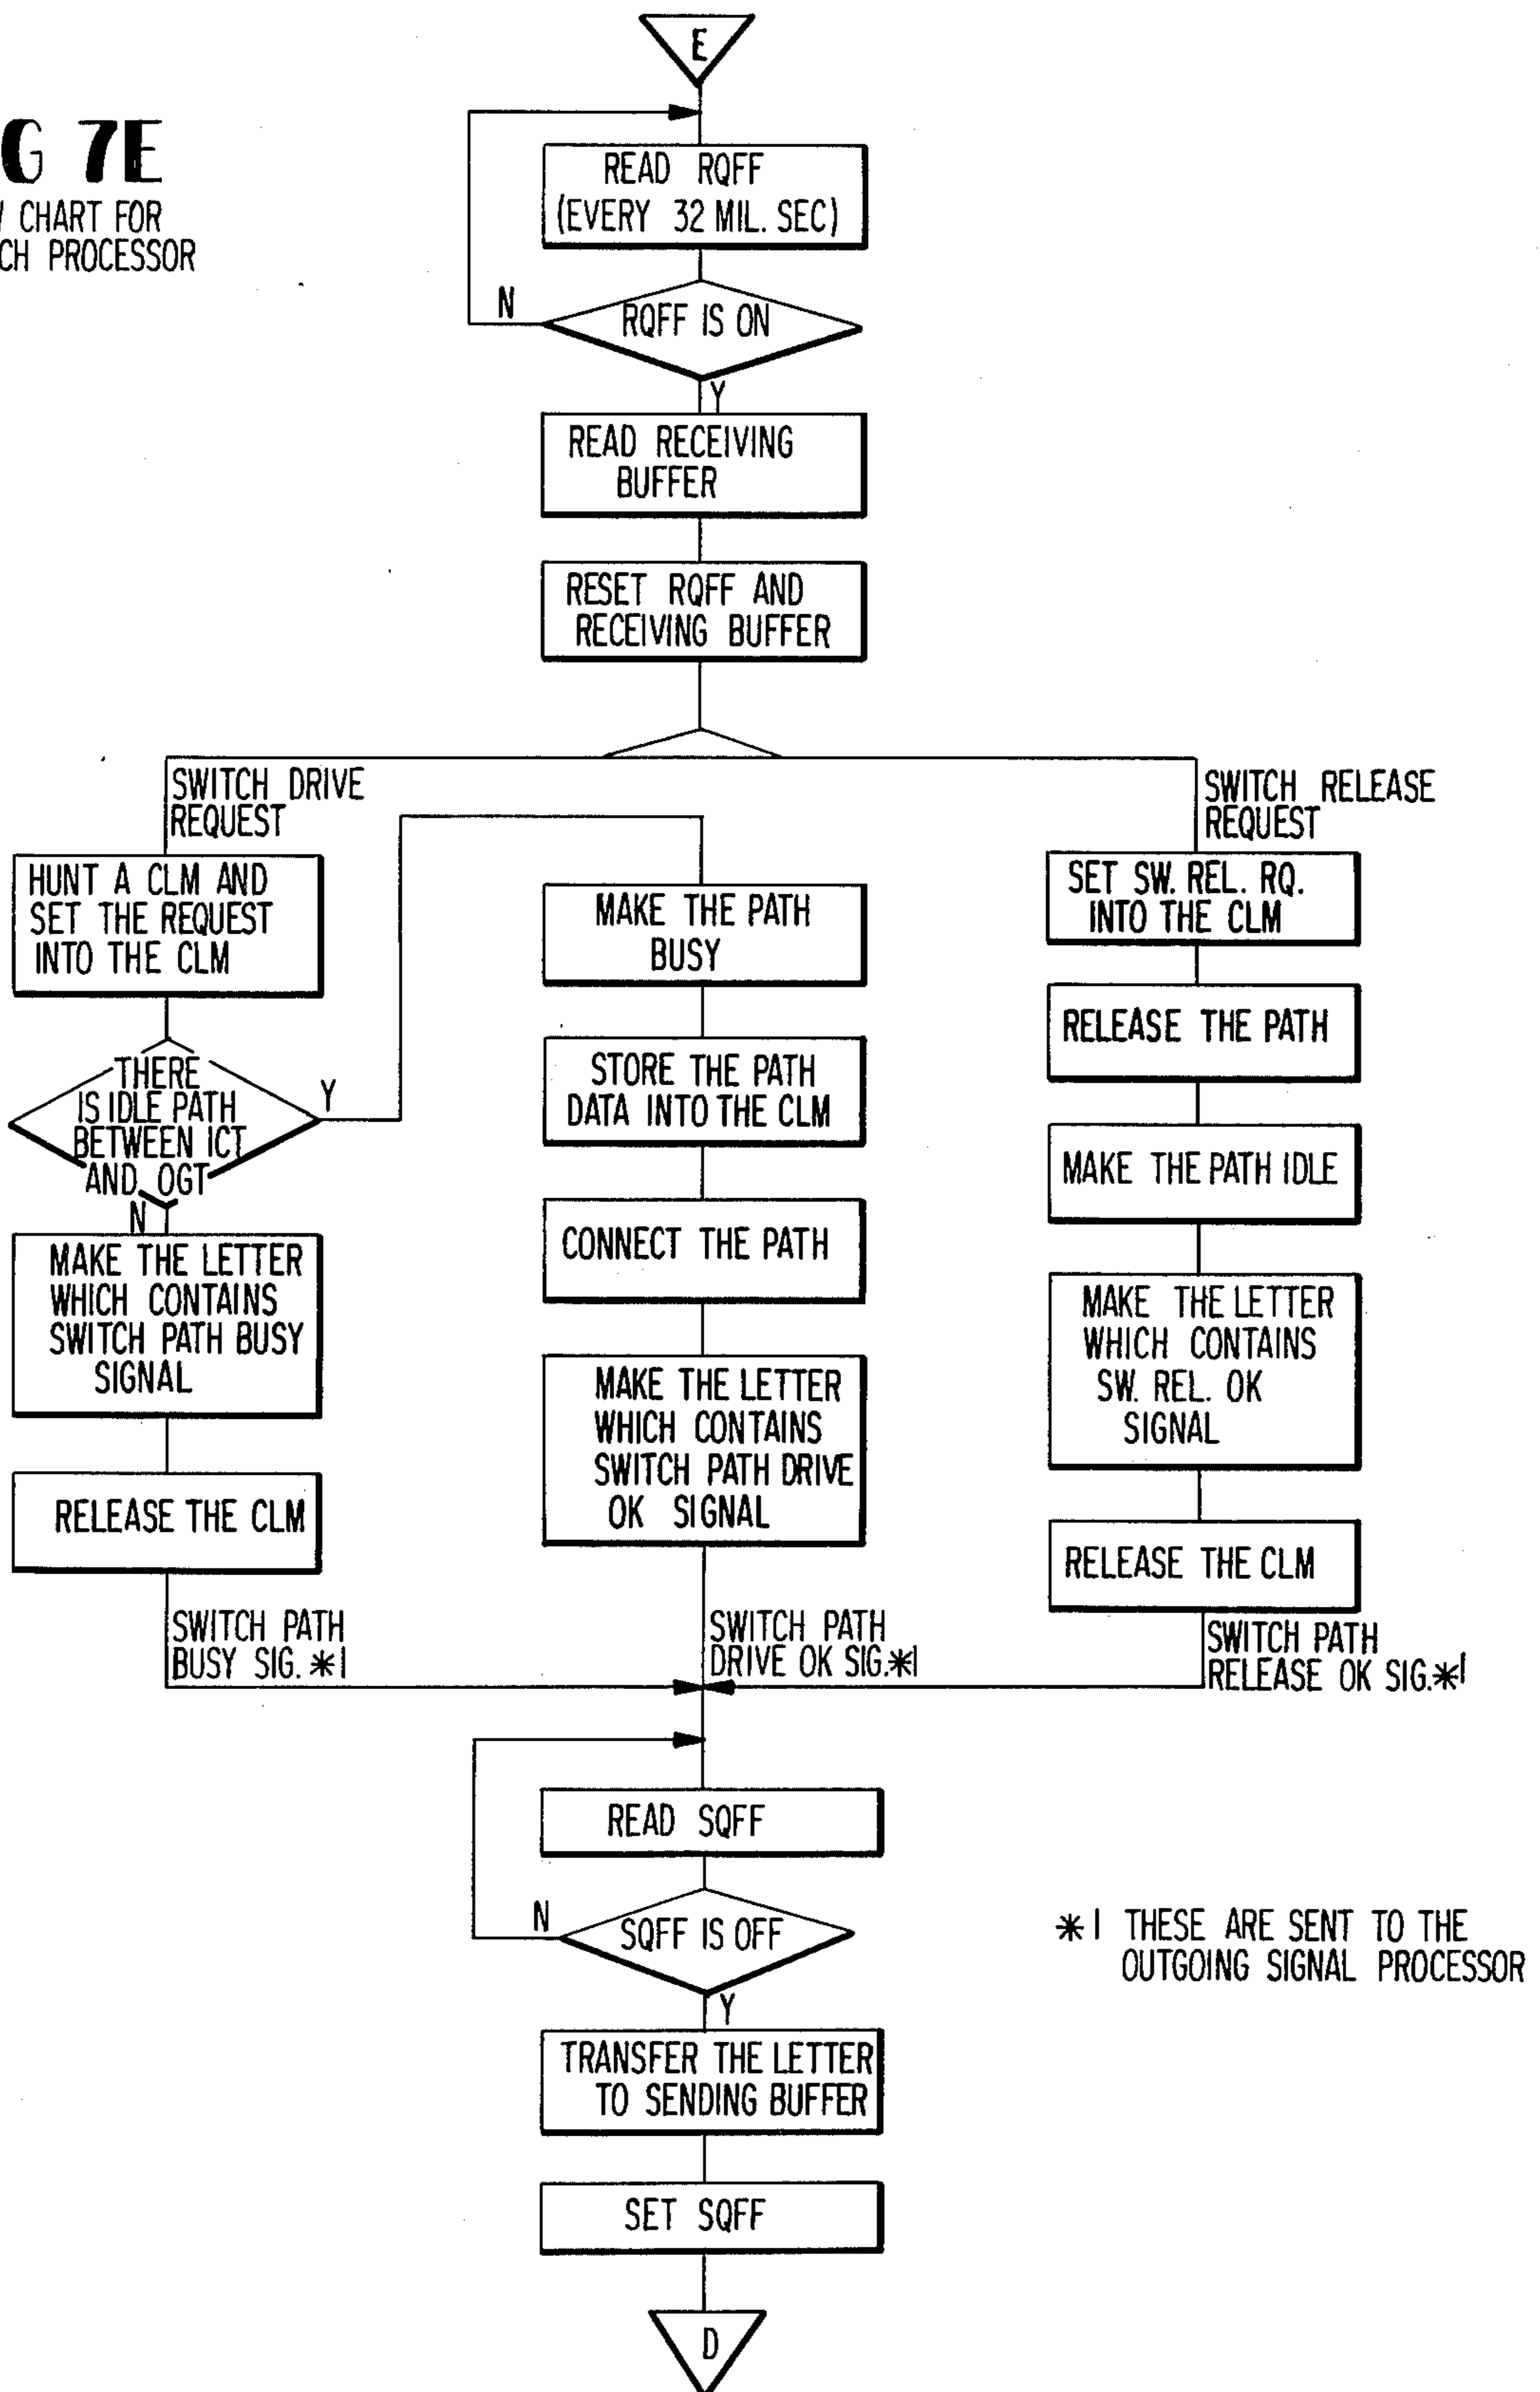 E
G 7E
CHART FOR
CH PROCESSOR
READ RQFF
(EVERY 32 MIL. SEC)
N
RQFF IS ON
Y
READ RECEIVING
BUFFER
RESET RQFF AND
RECEIVING BUFFER
SWITCH DRIVE
REQUEST
SWITCH RELEASE
REQUEST
HUNT A CLM AND
SET THE REQUEST
INTO THE CLM
THERE
IS IDLE PATH
BETWEEN ICT
AND OGT
Y
N
MAKE THE LETTER
WHICH CONTAINS
SWITCH PATH BUSY
SIGNAL
RELEASE THE CLM
SWITCH PATH
BUSY SIG. *1
MAKE THE PATH
BUSY
STORE THE PATH
DATA INTO THE CLM
CONNECT THE PATH
MAKE THE LETTER
WHICH CONTAINS
SWITCH PATH DRIVE
OK SIGNAL
SWITCH PATH
DRIVE OK SIG.*1
SET SW. REL. RQ.
INTO THE CLM
RELEASE THE PATH
MAKE THE PATH IDLE
MAKE THE LETTER
WHICH CONTAINS
SW. REL. OK
SIGNAL
RELEASE THE CLM
SWITCH PATH
RELEASE OK SIG.*1
READ SQFF
N
SQFF IS OFF
Y
*1 THESE ARE SENT TO THE
OUTGOING SIGNAL PROCESSOR
TRANSFER THE LETTER
TO SENDING BUFFER
SET SQFF
D